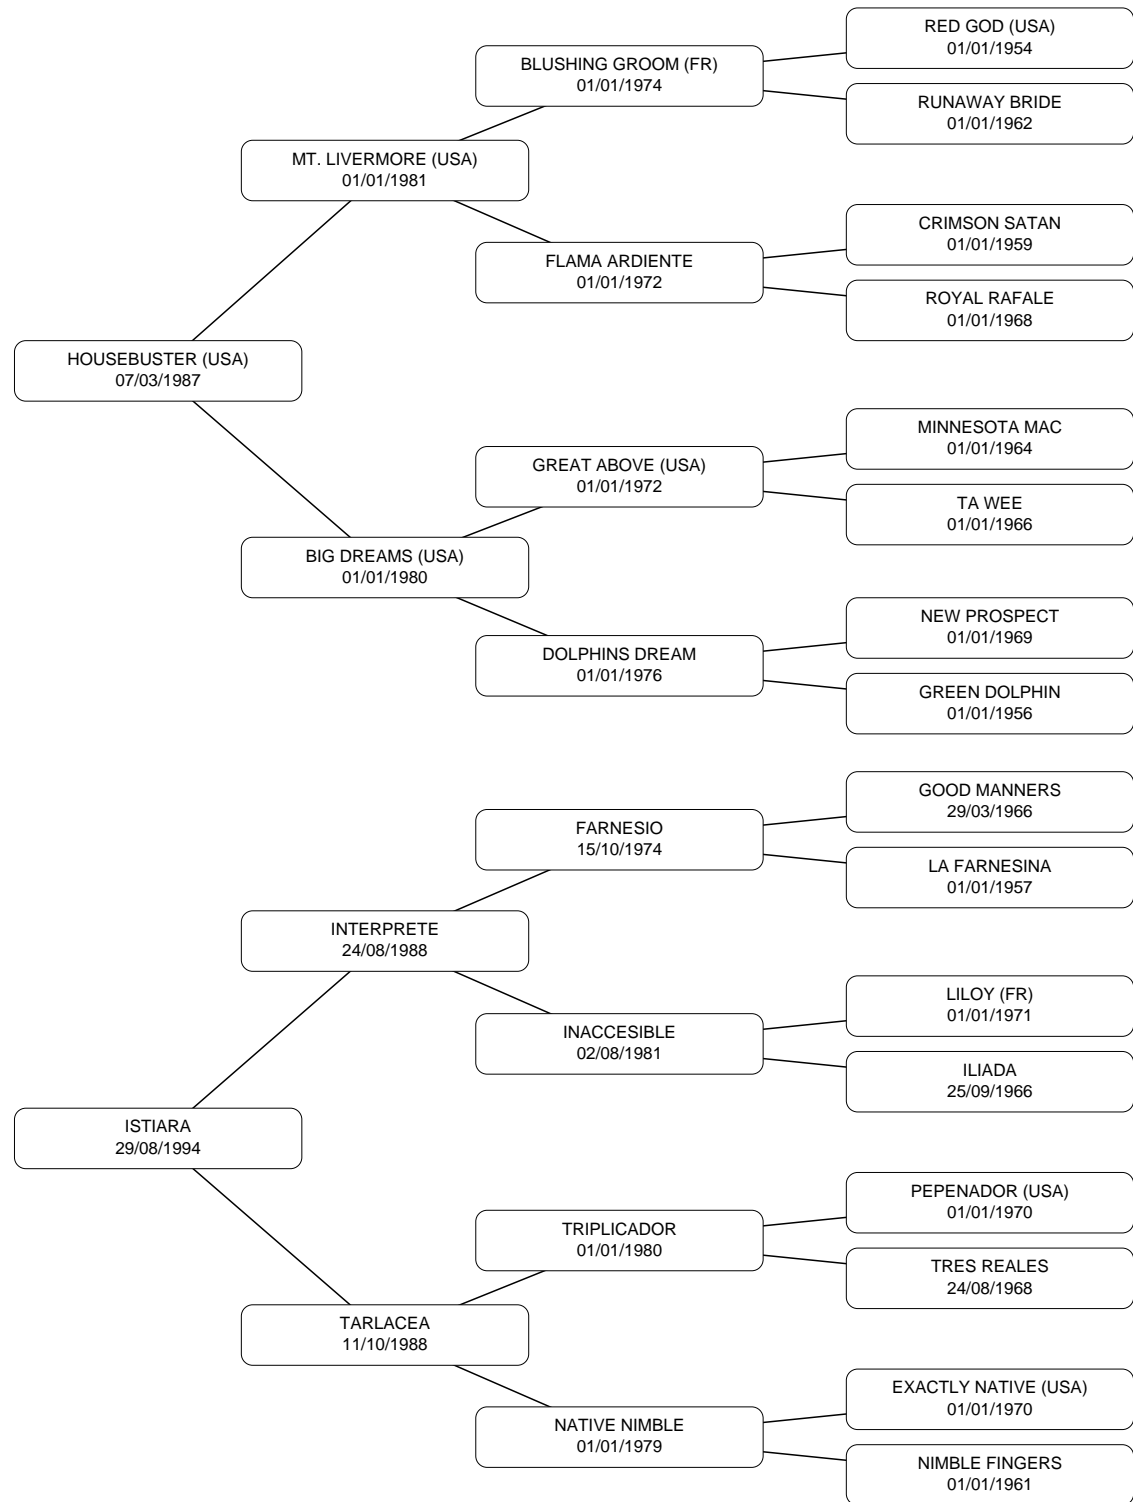 RED GOD (USA)
01/01/1954
BLUSHING GROOM (FR)
01/01/1974
RUNAWAY BRIDE
01/01/1962
MT. LIVERMORE (USA)
01/01/1981
CRIMSON SATAN
01/01/1959
FLAMA ARDIENTE
01/01/1972
ROYAL RAFALE
01/01/1968
HOUSEBUSTER (USA)
07/03/1987
MINNESOTA MAC
01/01/1964
GREAT ABOVE (USA)
01/01/1972
TA WEE
01/01/1966
BIG DREAMS (USA)
01/01/1980
NEW PROSPECT
01/01/1969
DOLPHINS DREAM
01/01/1976
GREEN DOLPHIN
01/01/1956
GOOD MANNERS
29/03/1966
FARNESIO
15/10/1974
LA FARNESINA
01/01/1957
INTERPRETE
24/08/1988
LILOY (FR)
01/01/1971
INACCESIBLE
02/08/1981
ILIADA
25/09/1966
ISTIARA
29/08/1994
PEPENADOR (USA)
01/01/1970
TRIPLICADOR
01/01/1980
TRES REALES
24/08/1968
TARLACEA
11/10/1988
EXACTLY NATIVE (USA)
01/01/1970
NATIVE NIMBLE
01/01/1979
NIMBLE FINGERS
01/01/1961